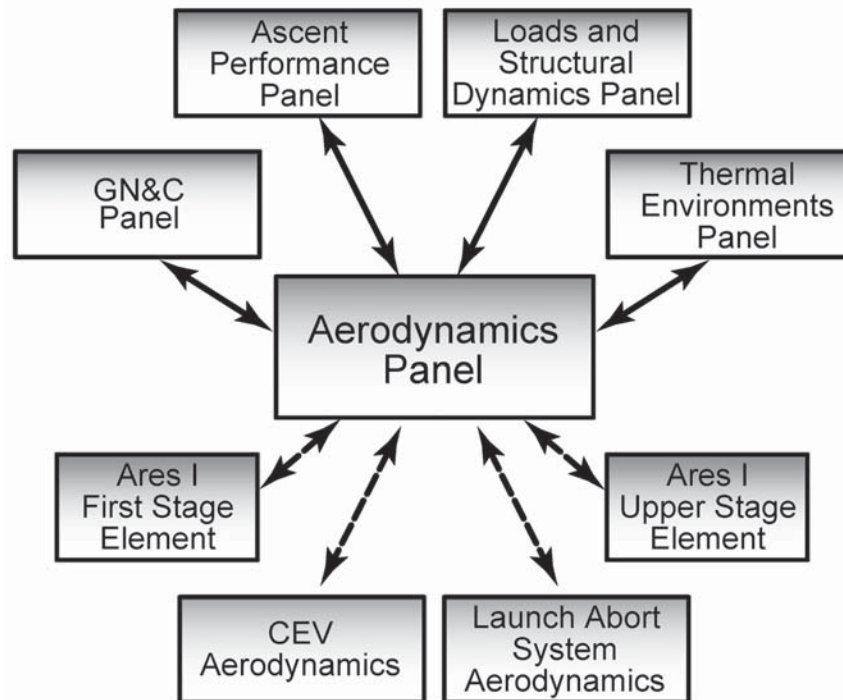 Ascent
Performance
Panel
Loads and
Structural
Dynamics Panel
GN&C
Panel
Thermal
Environments
Panel
Aerodynamics
Panel
Ares I
First Stage
Element
Ares I
Upper Stage
Element
CEV
Aerodynamics
Launch Abort
System
Aerodynamics